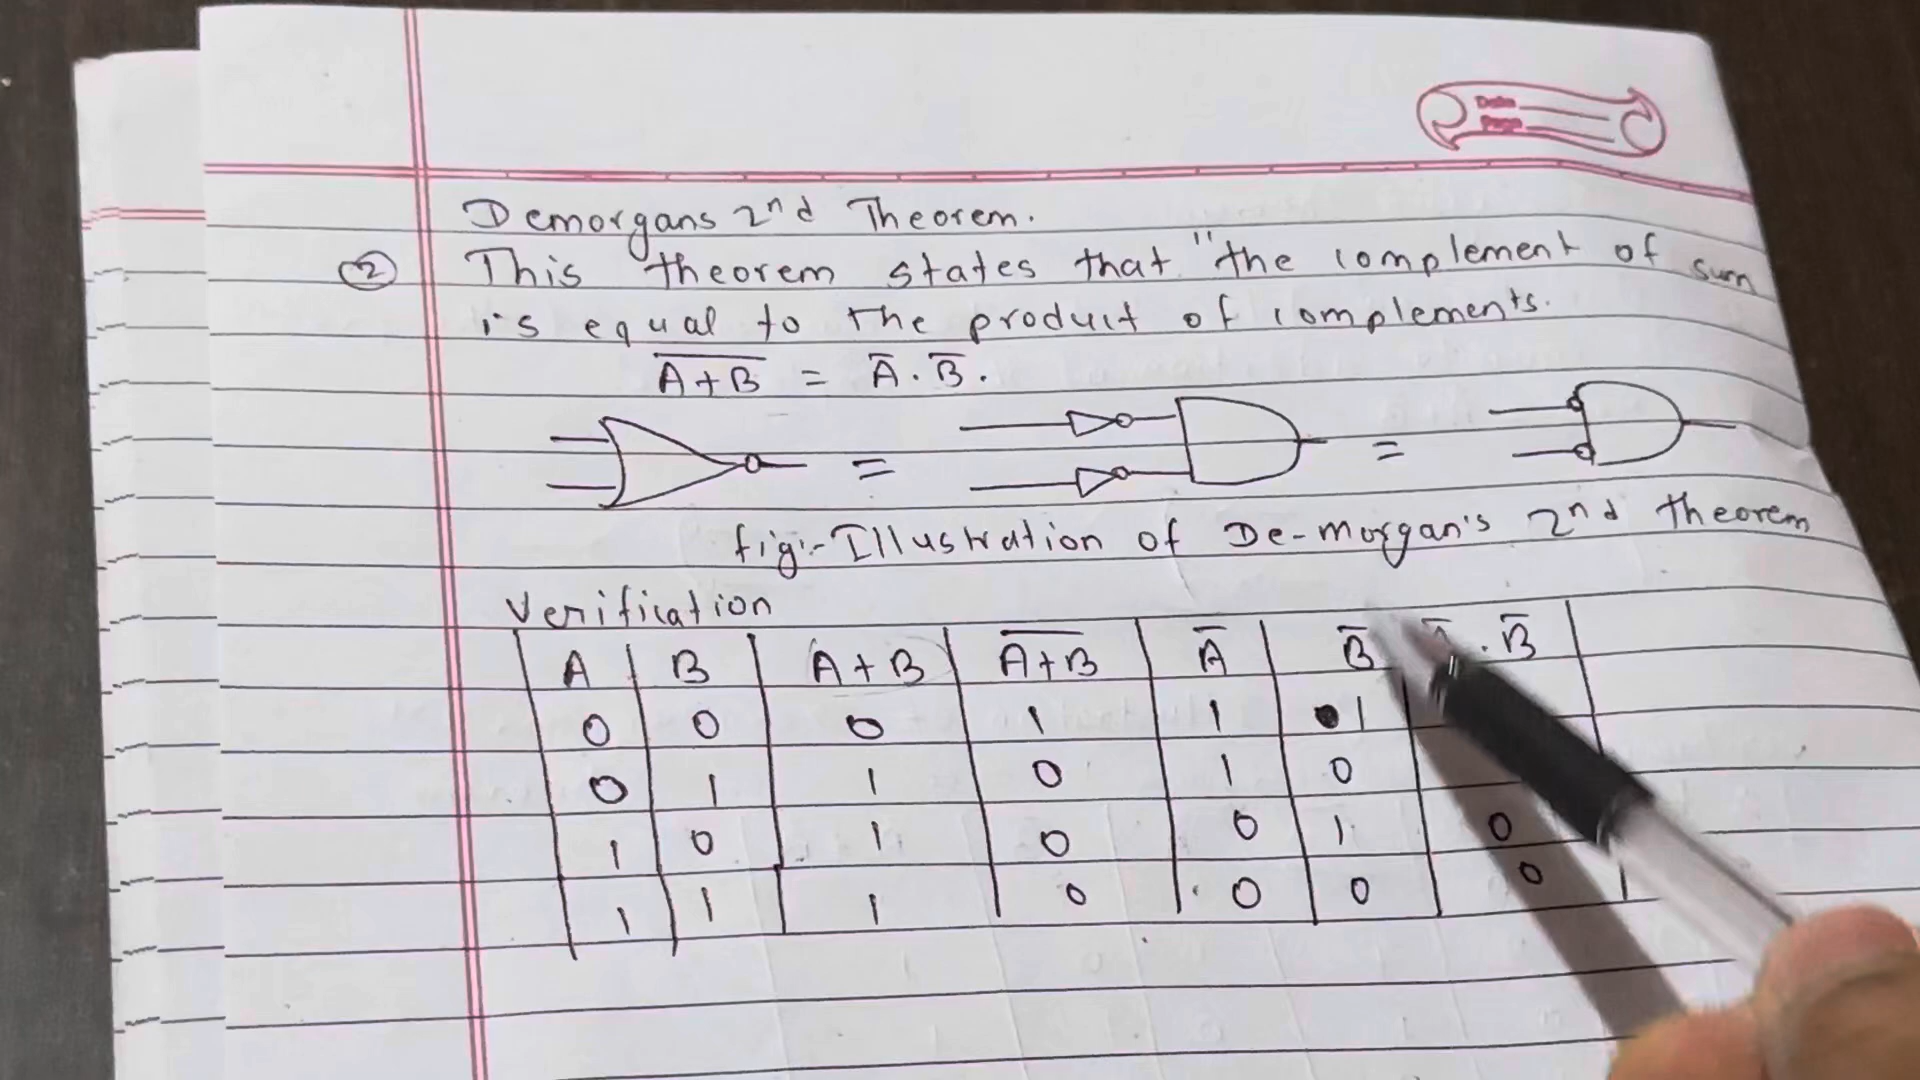 Date
Page
Demorgans 2nd Theorem.
② This theorem states that "the complement of sum
is equal to the product of complements.
A̅+̅B̅ = A̅ . B̅ .
=
=
fig:- Illustration of De-morgan's 2nd theorem
Verification
A B A+B A̅+̅B̅ A̅ B̅ . B̅
0 0 0 1 1 1
0 1 1 0 1 0
1 0 1 0 0 1 0
1 1 1 0 0 0 0